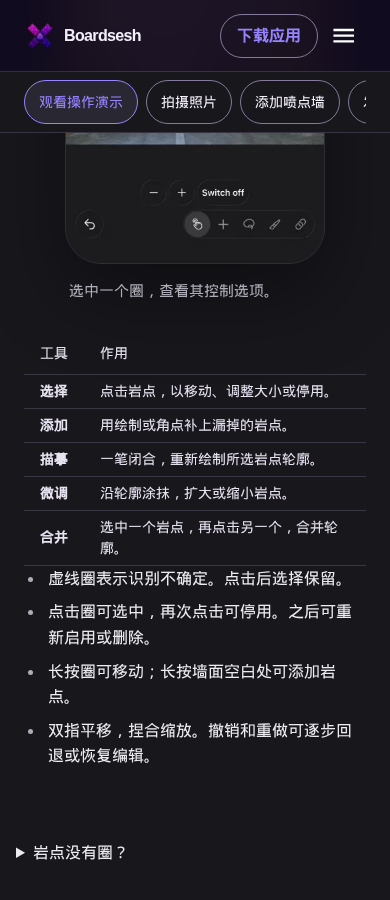 Boardsesh
下载应用
观看操作演示
拍摄照片
添加喷点墙
Switch off
选中一个圈，查看其控制选项。
工具 作用
选择 点击岩点，以移动、调整大小或停用。
添加 用绘制或角点补上漏掉的岩点。
描摹 一笔闭合，重新绘制所选岩点轮廓。
微调 沿轮廓涂抹，扩大或缩小岩点。
合并 选中一个岩点，再点击另一个，合并轮
廓。
虚线圈表示识别不确定。点击后选择保留。
点击圈可选中，再次点击可停用。之后可重
新启用或删除。
长按圈可移动；长按墙面空白处可添加岩
点。
双指平移，捏合缩放。撤销和重做可逐步回
退或恢复编辑。
岩点没有圈？